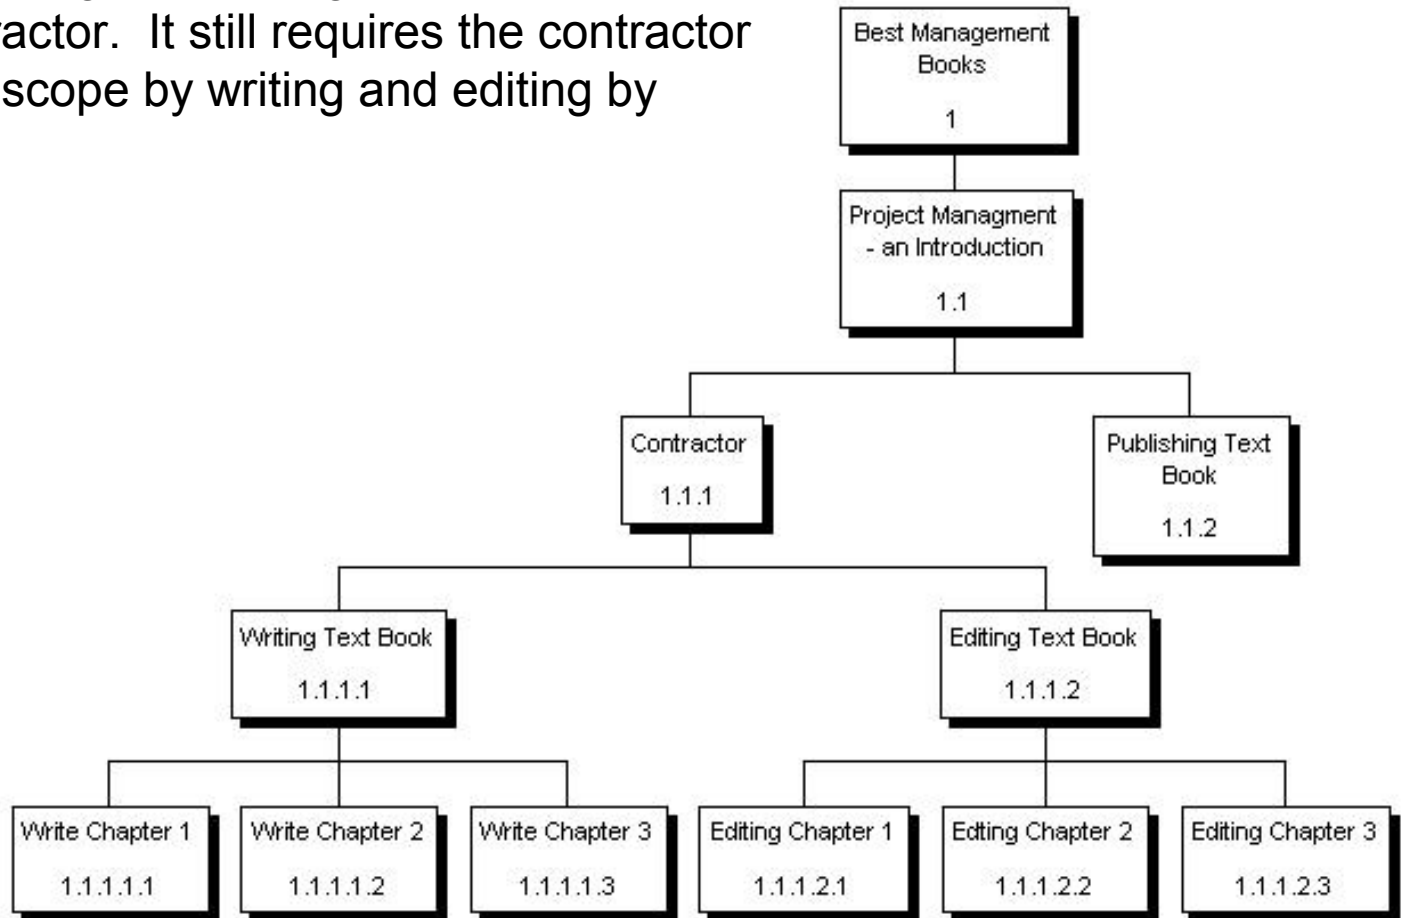 ractor.  It still requires the contractor
scope by writing and editing by
Best Management
Books
1
Project Managment
- an Introduction
1.1
Contractor
1.1.1
Publishing Text
Book
1.1.2
Writing Text Book
1.1.1.1
Editing Text Book
1.1.1.2
Write Chapter 1
1.1.1.1.1
Write Chapter 2
1.1.1.1.2
Write Chapter 3
1.1.1.1.3
Editing Chapter 1
1.1.1.2.1
Edting Chapter 2
1.1.1.2.2
Editing Chapter 3
1.1.1.2.3